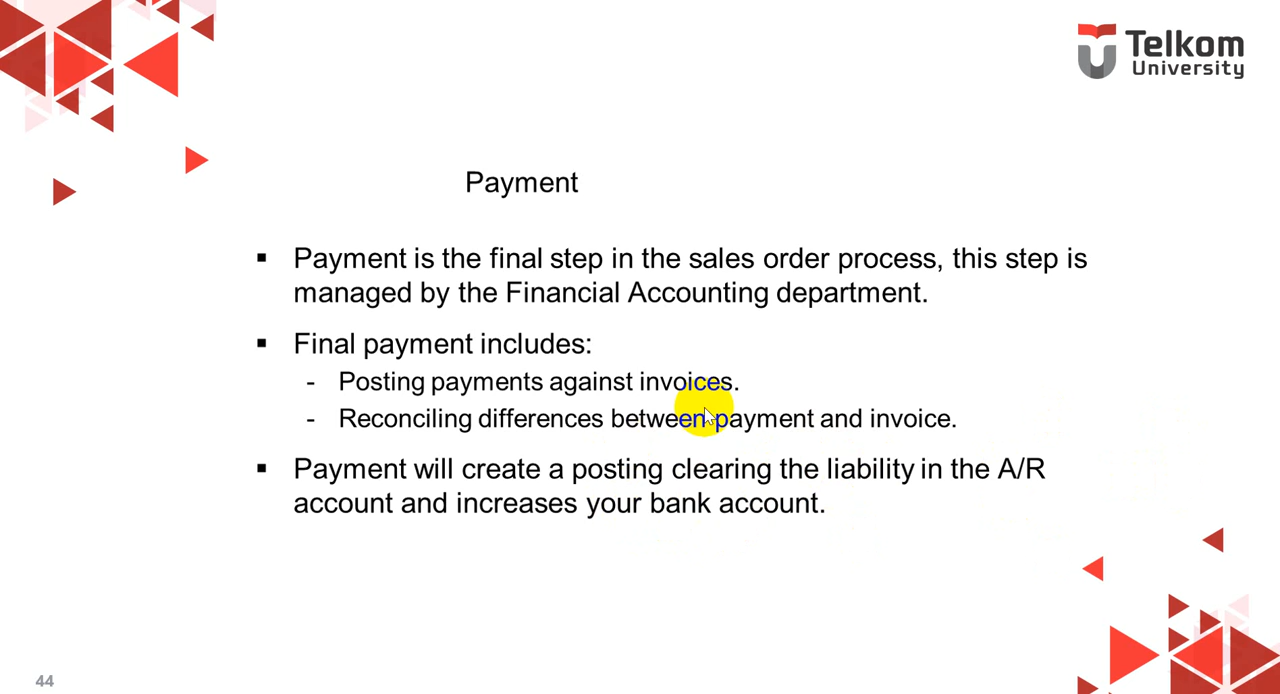 Telkom
University
Payment
▪ Payment is the final step in the sales order process, this step is
managed by the Financial Accounting department.
▪ Final payment includes:
- Posting payments against invoices.
- Reconciling differences between payment and invoice.
▪ Payment will create a posting clearing the liability in the A/R
account and increases your bank account.
44